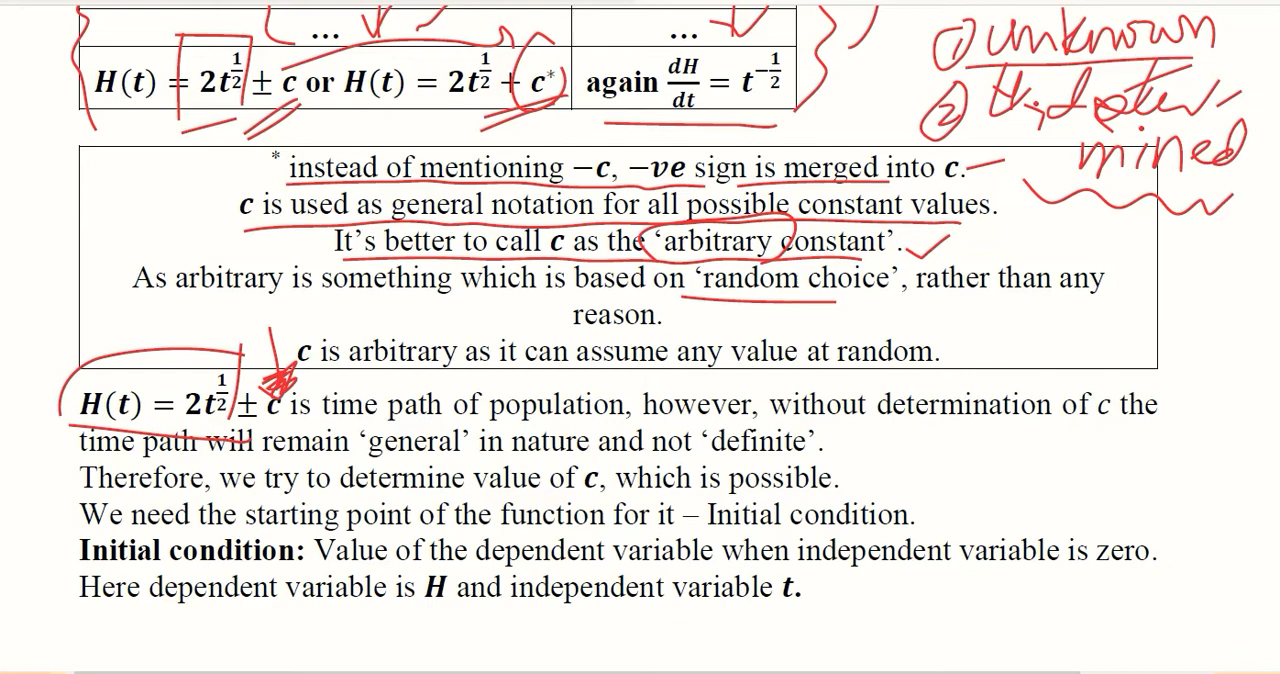 ... ...
H(t) = 2t^½ ± c or H(t) = 2t^½ + c* again dH/dt = t^-½
① unknown
②
mined
* instead of mentioning −c, −ve sign is merged into c.
c is used as general notation for all possible constant values.
It's better to call c as the 'arbitrary constant'.
As arbitrary is something which is based on 'random choice', rather than any
reason.
c is arbitrary as it can assume any value at random.
H(t) = 2t^½ ± c is time path of population, however, without determination of c the
time path will remain 'general' in nature and not 'definite'.
Therefore, we try to determine value of c, which is possible.
We need the starting point of the function for it – Initial condition.
Initial condition: Value of the dependent variable when independent variable is zero.
Here dependent variable is H and independent variable t.